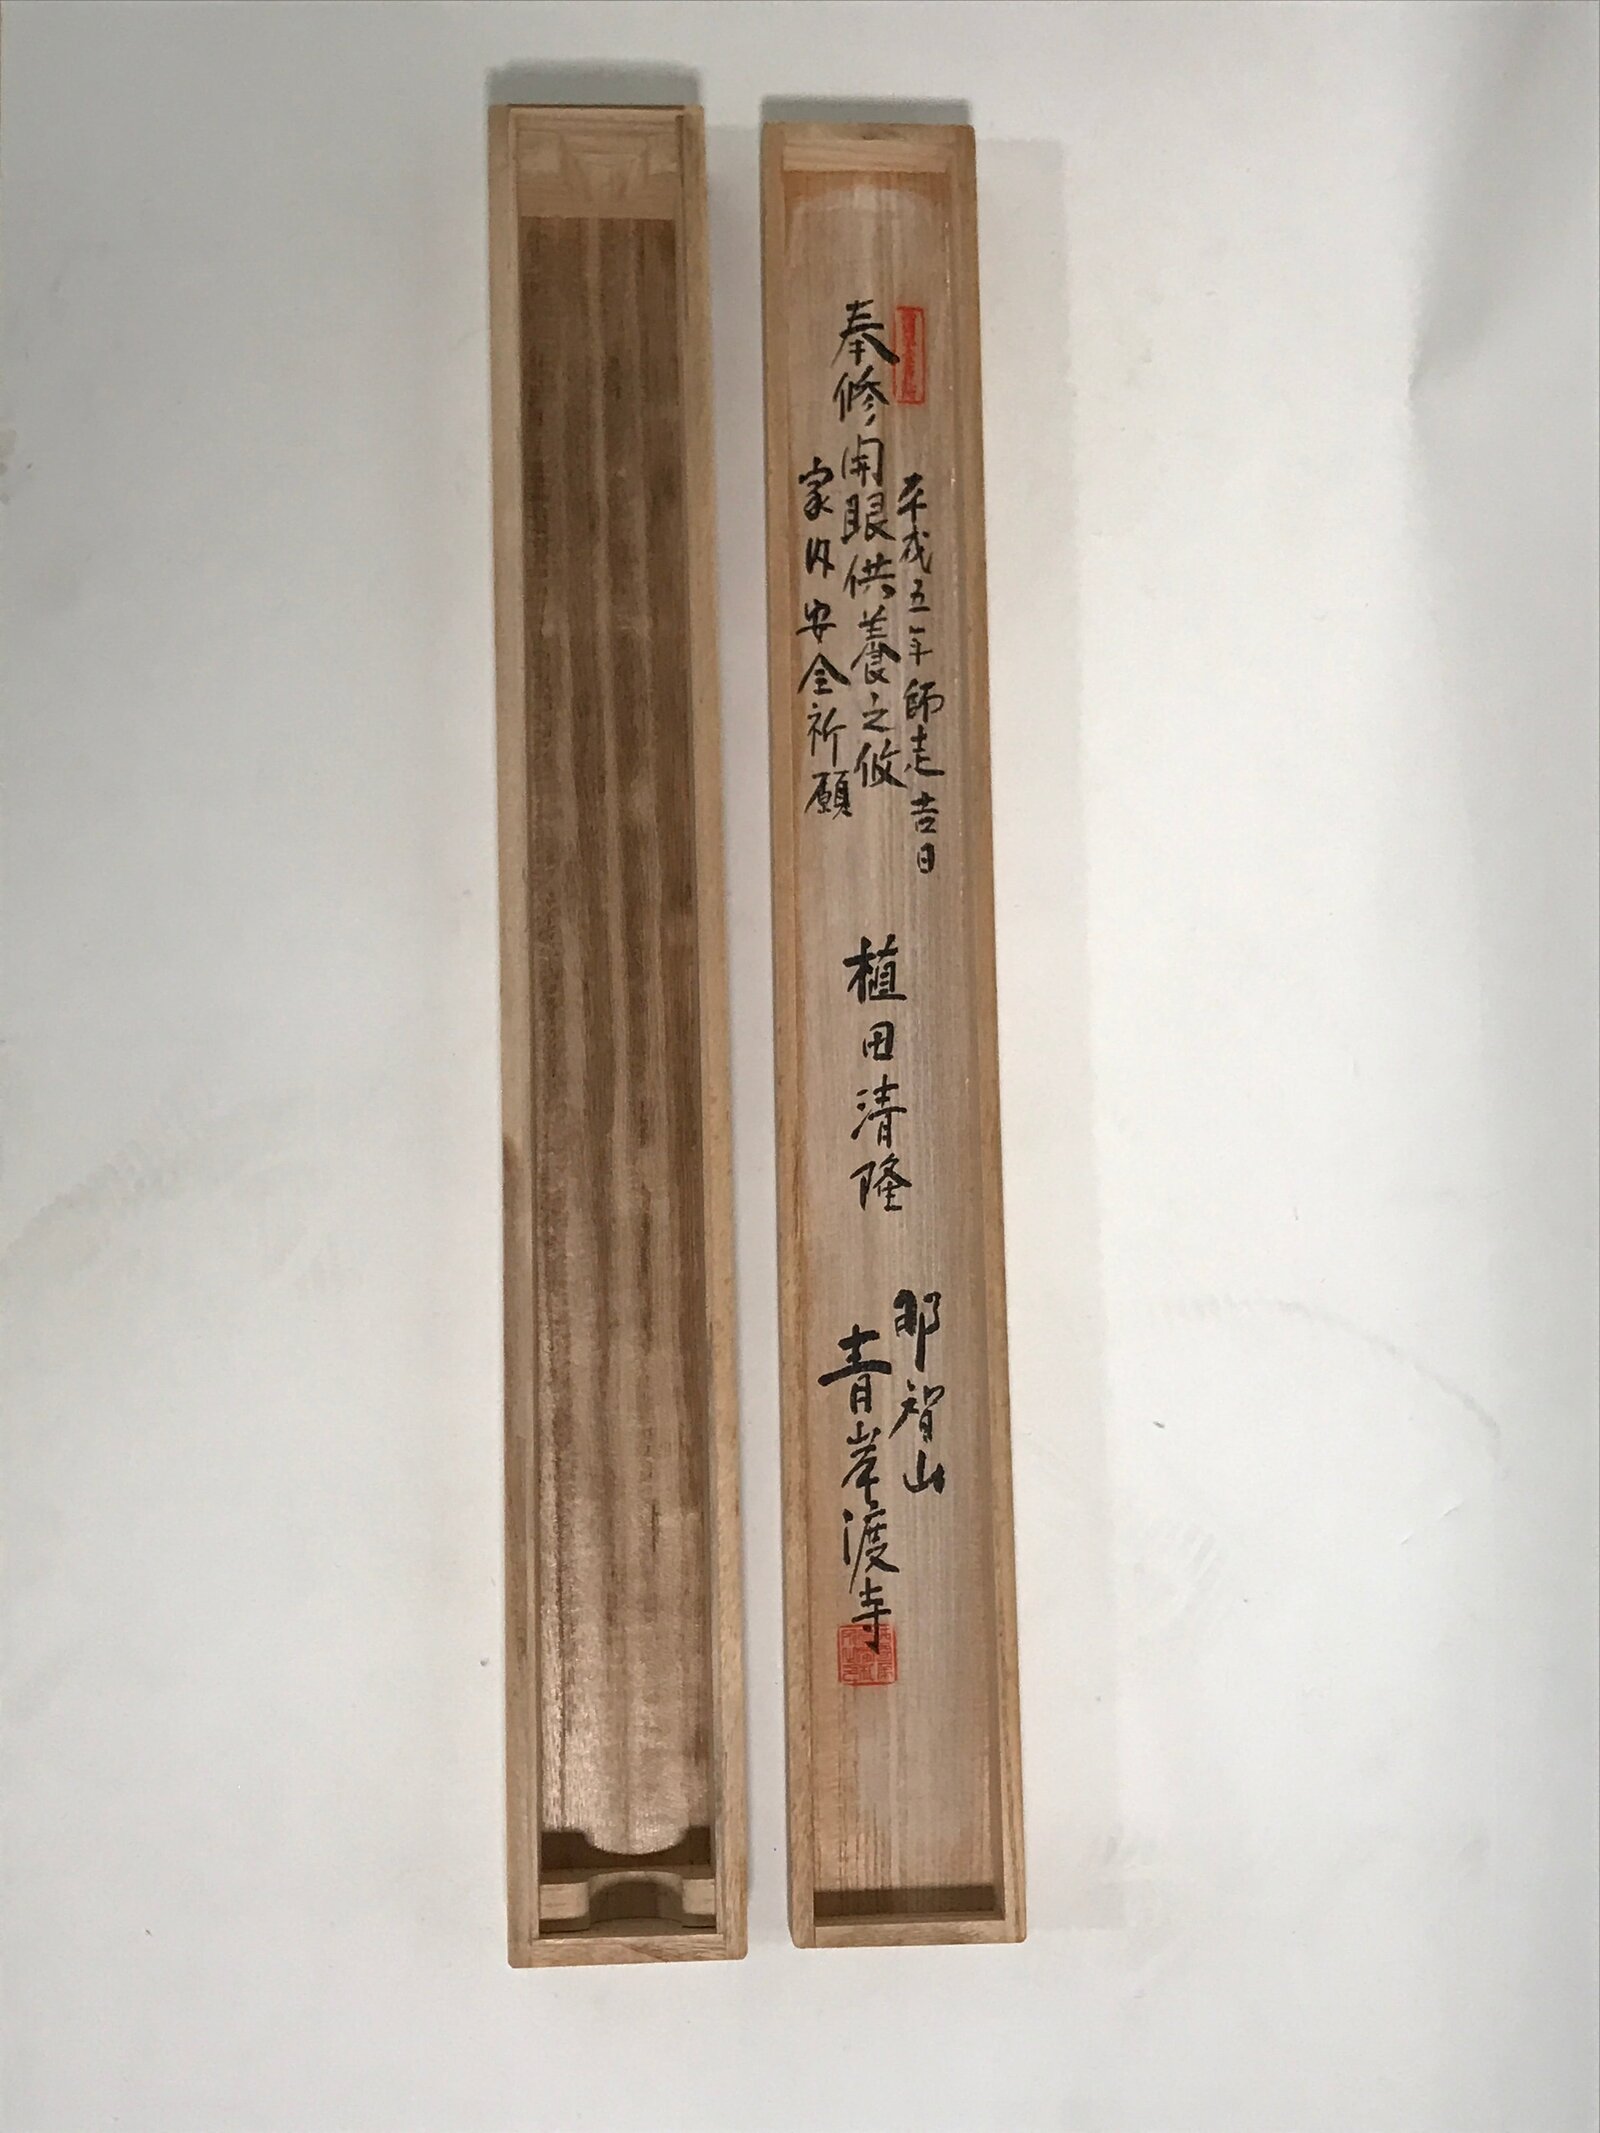 平成五年師走吉日
奉修開眼供養之攸
家内安全祈願
植田清隆
那智山
青岸渡寺